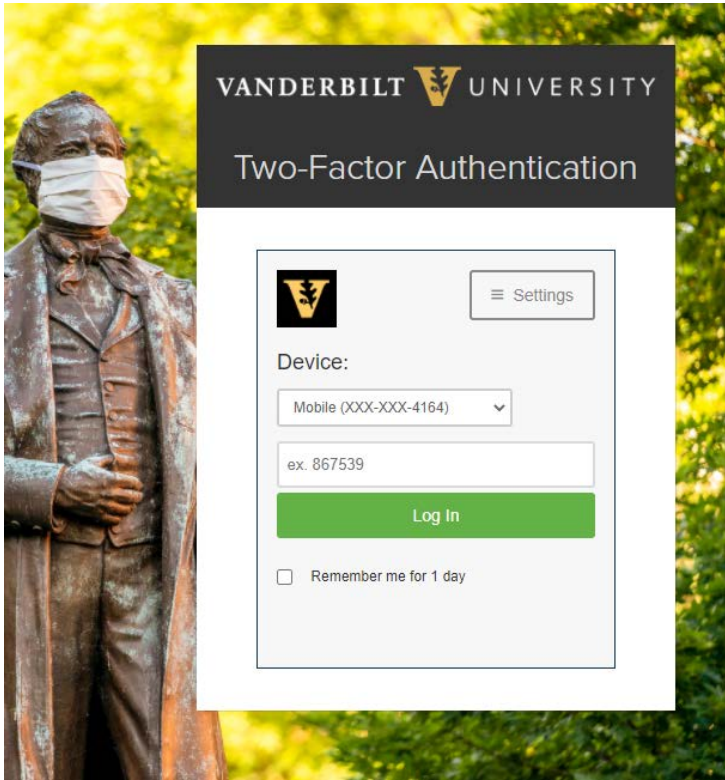 VANDERBILT V UNIVERSITY
Two-Factor Authentication
V
≡ Settings
Device:
Mobile (XXX-XXX-4164)
ex. 867539
Log In
Remember me for 1 day